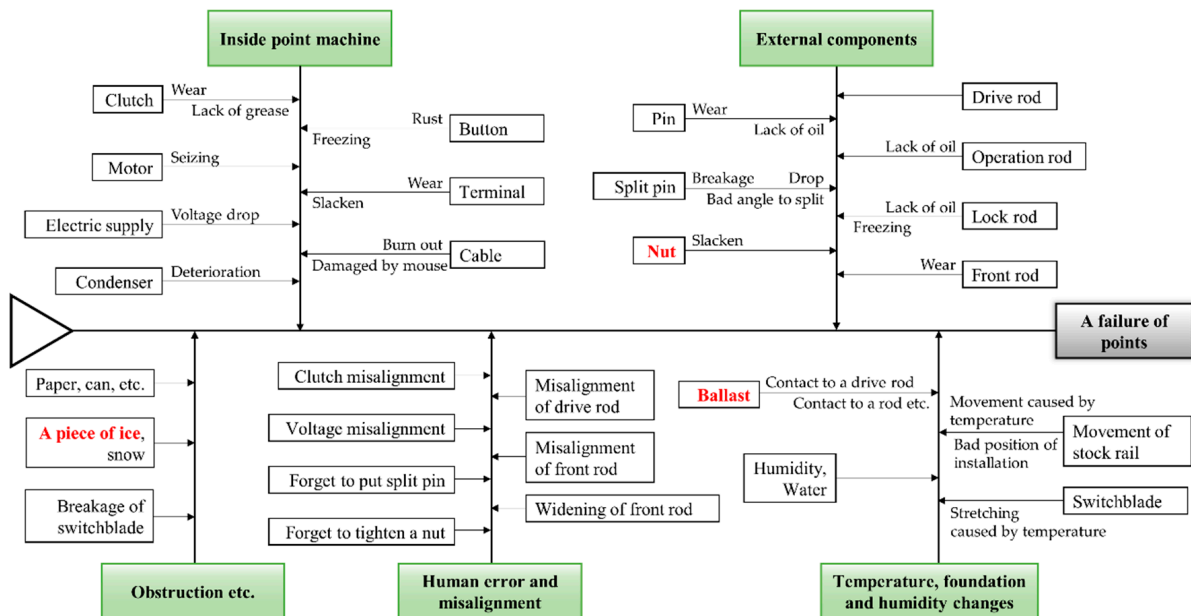 Inside point machine
External components
Clutch
Wear
Lack of grease
Rust
Freezing
Button
Motor
Seizing
Wear
Slacken
Terminal
Electric supply
Voltage drop
Burn out
Damaged by mouse
Cable
Condenser
Deterioration
Drive rod
Pin
Wear
Lack of oil
Lack of oil
Operation rod
Split pin
Breakage
Drop
Bad angle to split
Lack of oil
Freezing
Lock rod
Nut
Slacken
Wear
Front rod
A failure of
points
Paper, can, etc.
A piece of ice,
snow
Breakage of
switchblade
Clutch misalignment
Misalignment
of drive rod
Voltage misalignment
Misalignment
of front rod
Forget to put split pin
Widening of front rod
Forget to tighten a nut
Ballast
Contact to a drive rod
Contact to a rod etc.
Movement caused by
temperature
Bad position of
installation
Movement of
stock rail
Humidity,
Water
Switchblade
Stretching
caused by temperature
Obstruction etc.
Human error and
misalignment
Temperature, foundation
and humidity changes